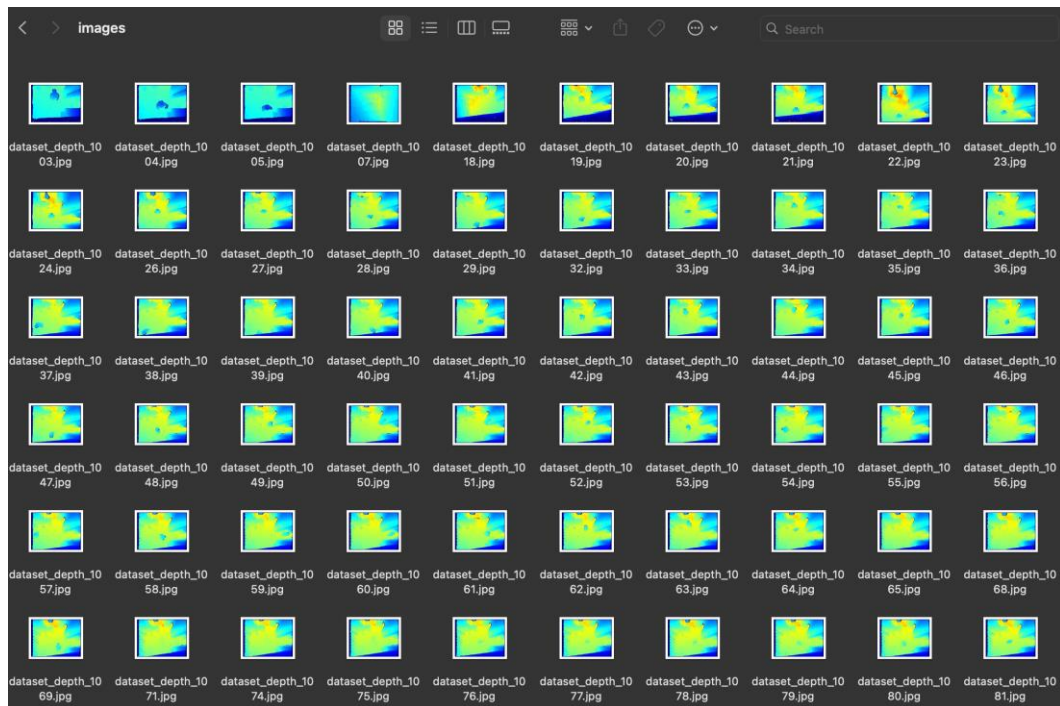 images
Search
dataset_depth_10 dataset_depth_10 dataset_depth_10 dataset_depth_10 dataset_depth_10 dataset_depth_10 dataset_depth_10 dataset_depth_10 dataset_depth_10 dataset_depth_10
03.jpg 04.jpg 05.jpg 07.jpg 18.jpg 19.jpg 20.jpg 21.jpg 22.jpg 23.jpg
dataset_depth_10 dataset_depth_10 dataset_depth_10 dataset_depth_10 dataset_depth_10 dataset_depth_10 dataset_depth_10 dataset_depth_10 dataset_depth_10 dataset_depth_10
24.jpg 26.jpg 27.jpg 28.jpg 29.jpg 32.jpg 33.jpg 34.jpg 35.jpg 36.jpg
dataset_depth_10 dataset_depth_10 dataset_depth_10 dataset_depth_10 dataset_depth_10 dataset_depth_10 dataset_depth_10 dataset_depth_10 dataset_depth_10 dataset_depth_10
37.jpg 38.jpg 39.jpg 40.jpg 41.jpg 42.jpg 43.jpg 44.jpg 45.jpg 46.jpg
dataset_depth_10 dataset_depth_10 dataset_depth_10 dataset_depth_10 dataset_depth_10 dataset_depth_10 dataset_depth_10 dataset_depth_10 dataset_depth_10 dataset_depth_10
47.jpg 48.jpg 49.jpg 50.jpg 51.jpg 52.jpg 53.jpg 54.jpg 55.jpg 56.jpg
dataset_depth_10 dataset_depth_10 dataset_depth_10 dataset_depth_10 dataset_depth_10 dataset_depth_10 dataset_depth_10 dataset_depth_10 dataset_depth_10 dataset_depth_10
57.jpg 58.jpg 59.jpg 60.jpg 61.jpg 62.jpg 63.jpg 64.jpg 65.jpg 68.jpg
dataset_depth_10 dataset_depth_10 dataset_depth_10 dataset_depth_10 dataset_depth_10 dataset_depth_10 dataset_depth_10 dataset_depth_10 dataset_depth_10 dataset_depth_10
69.jpg 71.jpg 74.jpg 75.jpg 76.jpg 77.jpg 78.jpg 79.jpg 80.jpg 81.jpg